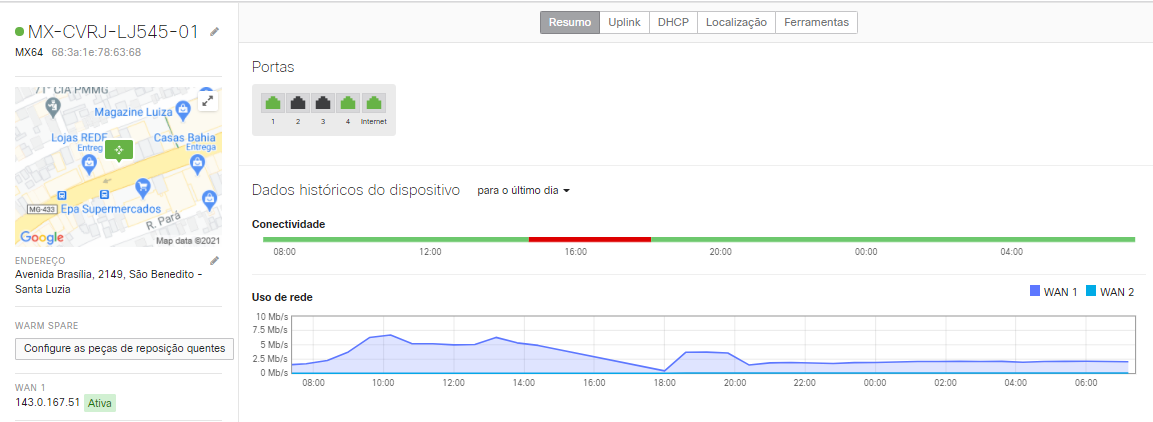 MX-CVRJ-LJ545-01
MX64 68:3a:1e:78:63:68
71° CIA PMMG
Magazine Luiza
Lojas REDE
Entreg
Casas Bahia
Entrega
MG-433
Epa Supermercados
R. Pará
Google
Map data ©2021
ENDEREÇO
Avenida Brasília, 2149, São Benedito -
Santa Luzia
WARM SPARE
Configure as peças de reposição quentes
WAN 1
143.0.167.51 Ativa
Resumo Uplink DHCP Localização Ferramentas
Portas
1 2 3 4 Internet
Dados históricos do dispositivo para o último dia
Conectividade
08:00 12:00 16:00 20:00 00:00 04:00
Uso de rede
WAN 1 WAN 2
10 Mb/s
7.5 Mb/s
5 Mb/s
2.5 Mb/s
0 Mb/s
08:00 10:00 12:00 14:00 16:00 18:00 20:00 22:00 00:00 02:00 04:00 06:00